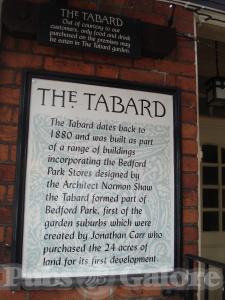 THE TABARD
Out of courtesy to our
customers, only food and drink
purchased on the premises may
be eaten in The Tabard garden.
THE TABARD
The Tabard dates back to
1880 and was built as part
of a range of buildings
incorporating the Bedford
Park Stores designed by
the Architect Norman Shaw
the Tabard formed part of
Bedford Park, first of the
garden suburbs which were
created by Jonathan Carr who
purchased the 24 acres of
land for its first development.
Pubs Galore